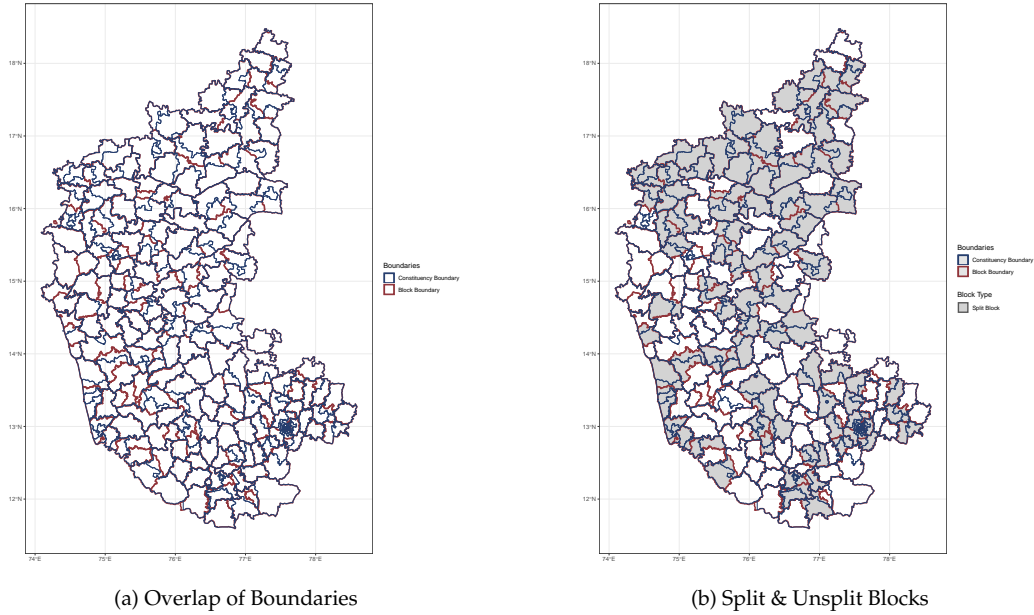 18°N
17°N
16°N
15°N
14°N
13°N
12°N
74°E 75°E 76°E 77°E 78°E
Boundaries
Constituency Boundary
Block Boundary
(a) Overlap of Boundaries
18°N
17°N
16°N
15°N
14°N
13°N
12°N
74°E 75°E 76°E 77°E 78°E
Boundaries
Constituency Boundary
Block Boundary
Block Type
Split Block
(b) Split & Unsplit Blocks